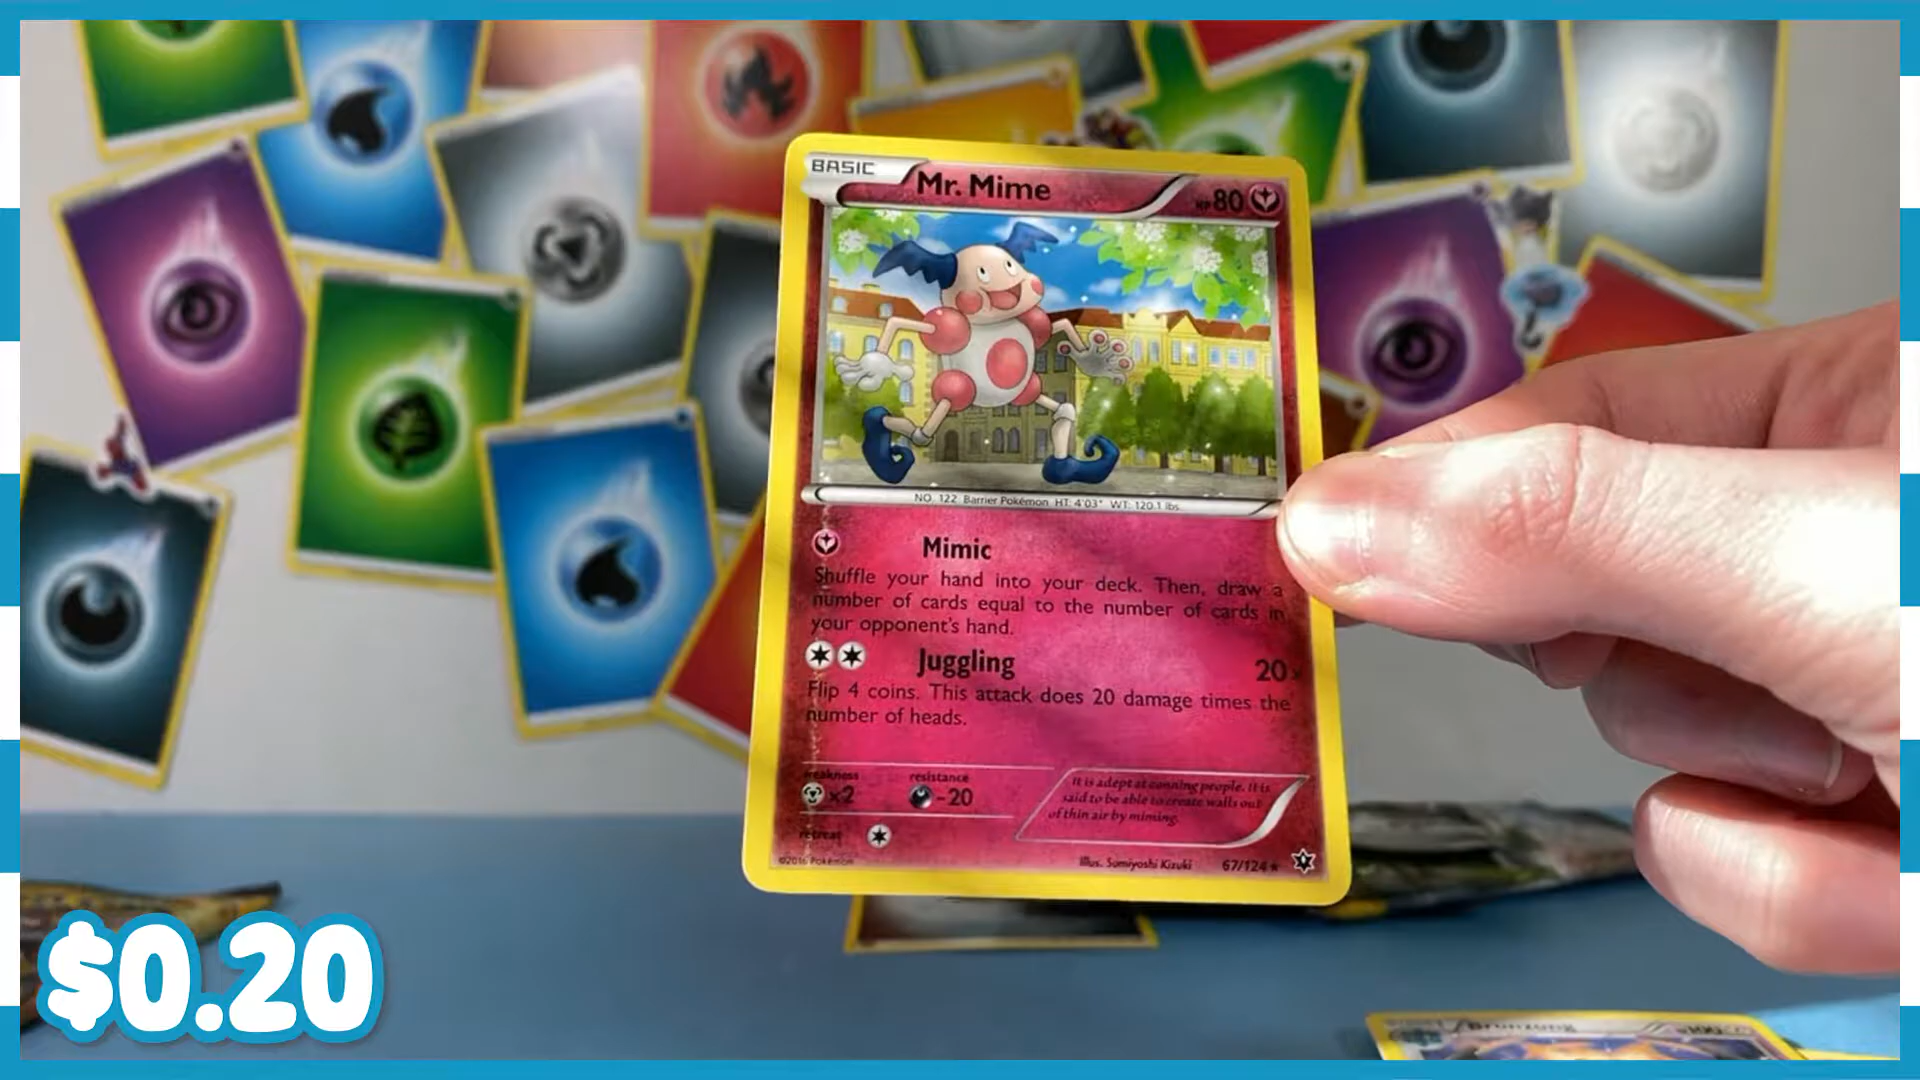 BASIC
Mr. Mime
HP 80
NO. 122 Barrier Pokémon HT: 4'03" WT: 120.1 lbs.
Mimic
Shuffle your hand into your deck. Then, draw a
number of cards equal to the number of cards in
your opponent's hand.
Juggling 20×
Flip 4 coins. This attack does 20 damage times the
number of heads.
weakness resistance
×2 -20
It is adept at conning people. It is
said to be able to create walls out
of thin air by miming.
retreat
©2016 Pokémon
Illus. Sumiyoshi Kizuki 67/124
$0.20
Bronzong